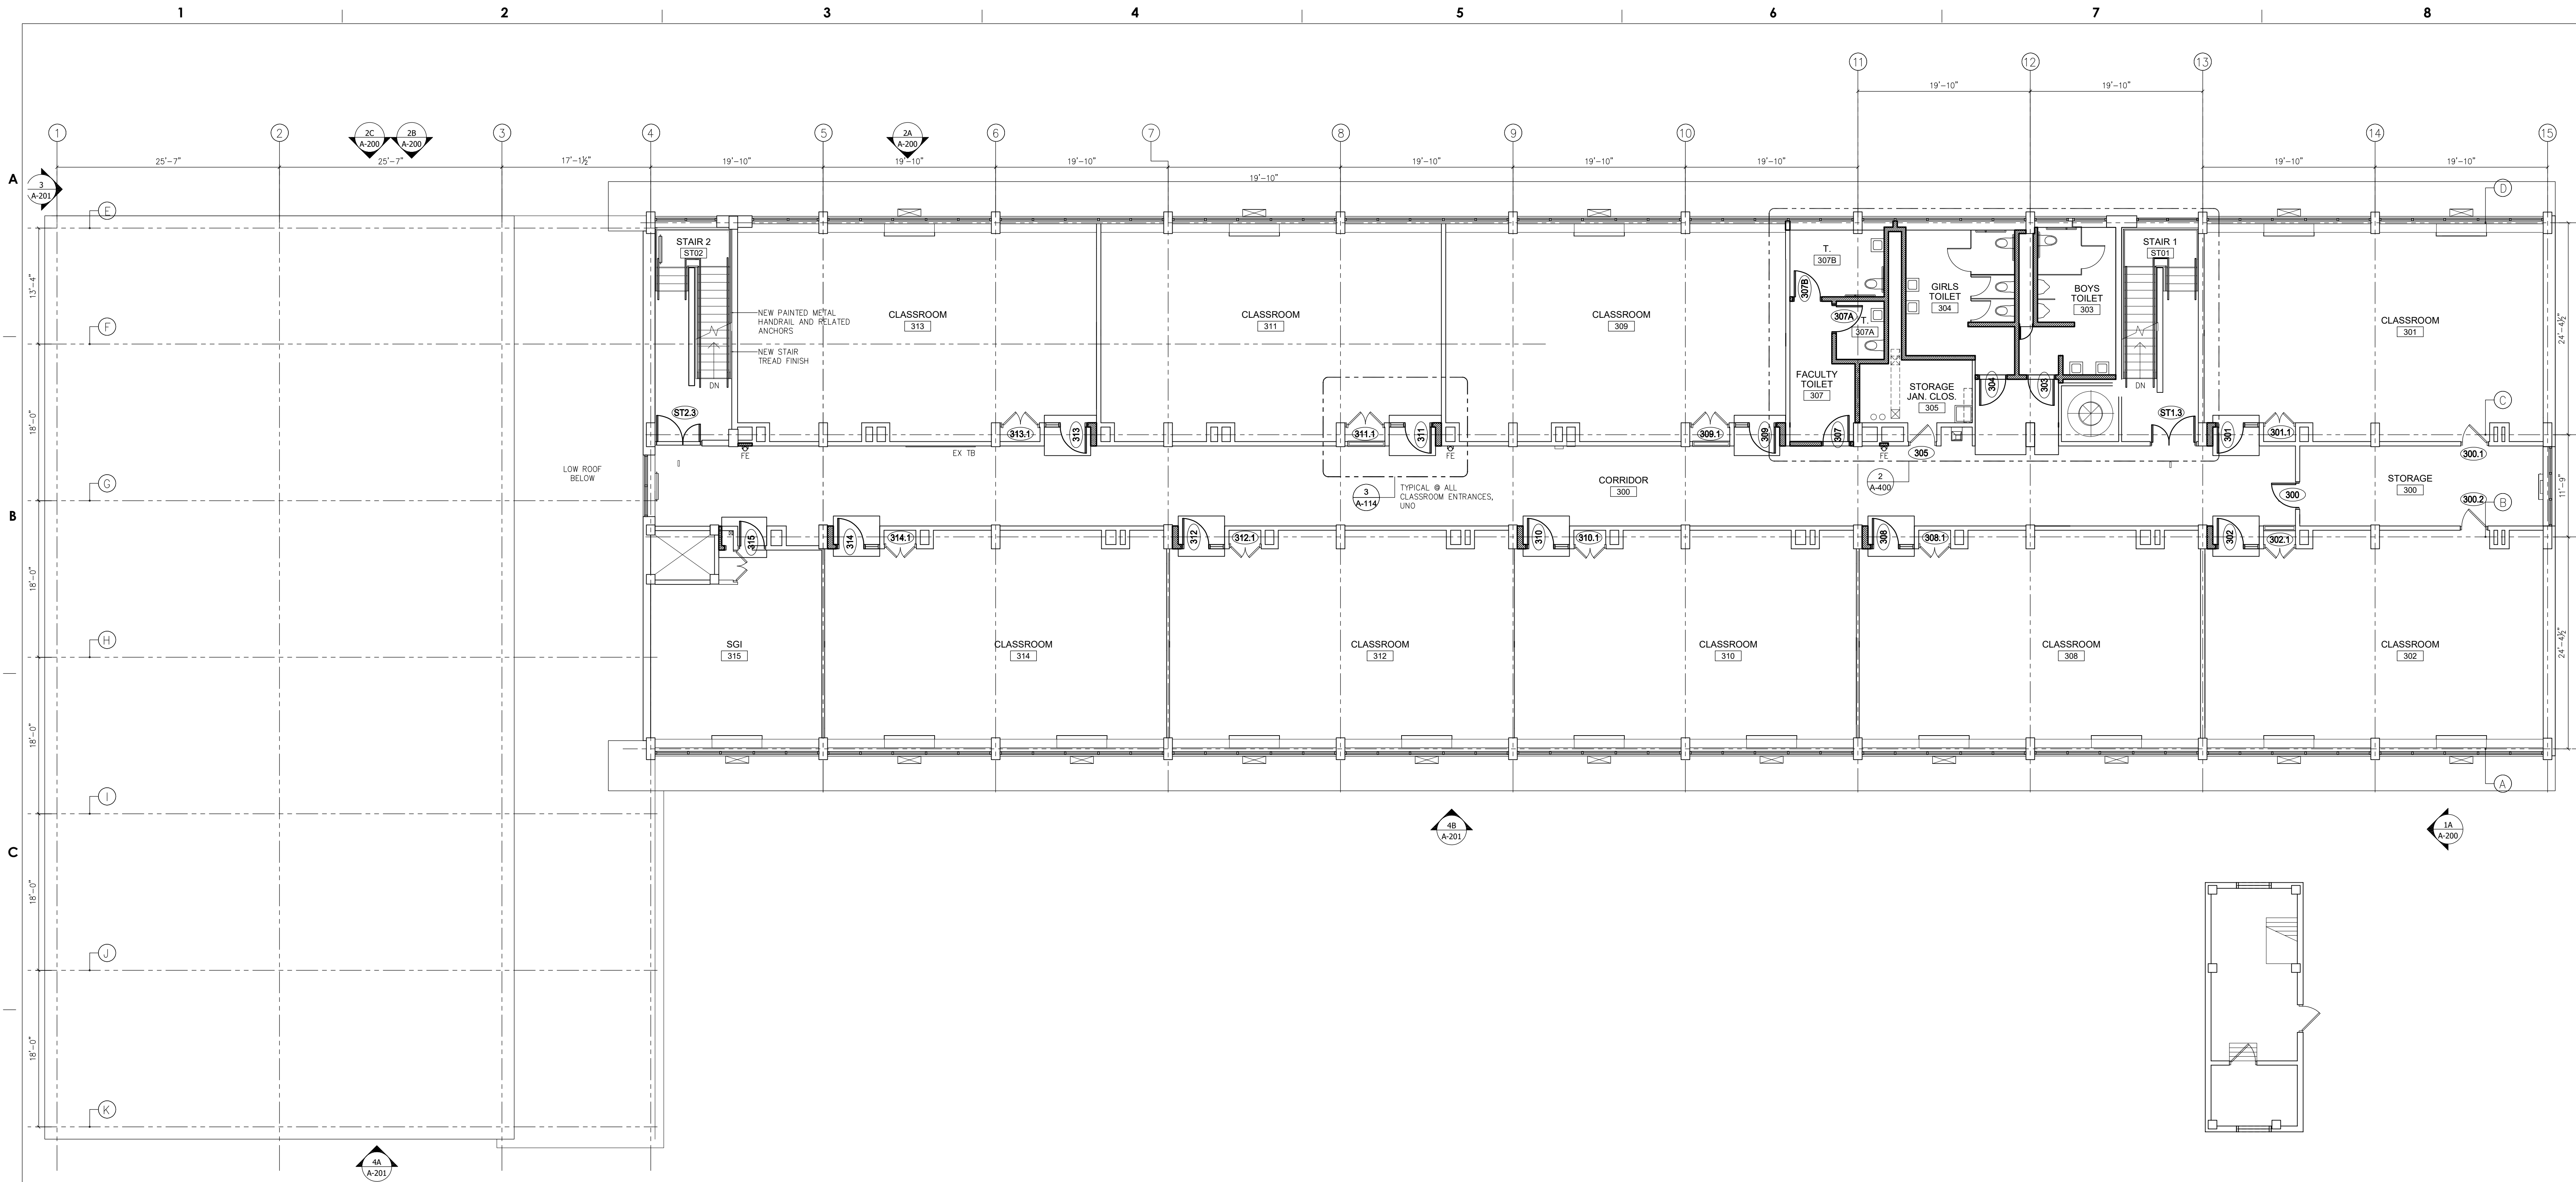 1 2 3 4 5 6 7 8
11 12 13
19'-10" 19'-10"
1 2 3 4 5 6 7 8 9 10 14 15
2C
A-200
2B
A-200
2A
A-200
25'-7" 25'-7" 17'-1½" 19'-10" 19'-10" 19'-10" 19'-10" 19'-10" 19'-10" 19'-10" 19'-10"
19'-10"
A
3
A-201
D
E
STAIR 2
ST02
T.
307B
GIRLS
TOILET
304
BOYS
TOILET
303
STAIR 1
ST01
13'-4"
307B
NEW PAINTED METAL
HANDRAIL AND RELATED
ANCHORS
CLASSROOM
313
CLASSROOM
311
CLASSROOM
309
307A
T.
307A
CLASSROOM
301
24'-4½"
F
NEW STAIR
TREAD FINISH
DN
FACULTY
TOILET
307
STORAGE
JAN. CLOS.
305
304
303
DN
C
18'-0"
ST2.3
313.1
313
311.1
311
309.1
309
307
ST1.3
301
301.1
FE
EX TB
FE
FE
305
300.1
LOW ROOF
BELOW
G
3
A-114
TYPICAL @ ALL
CLASSROOM ENTRANCES,
UNO
CORRIDOR
300
2
A-400
300
STORAGE
300
300.2
11'-9"
B
B
315
314
314.1
312
312.1
310
310.1
308
308.1
302
302.1
18'-0"
H
SGI
315
CLASSROOM
314
CLASSROOM
312
CLASSROOM
310
CLASSROOM
308
CLASSROOM
302
24'-4½"
18'-0"
I
A
4B
A-201
1A
A-200
C
18'-0"
J
18'-0"
K
4A
A-201